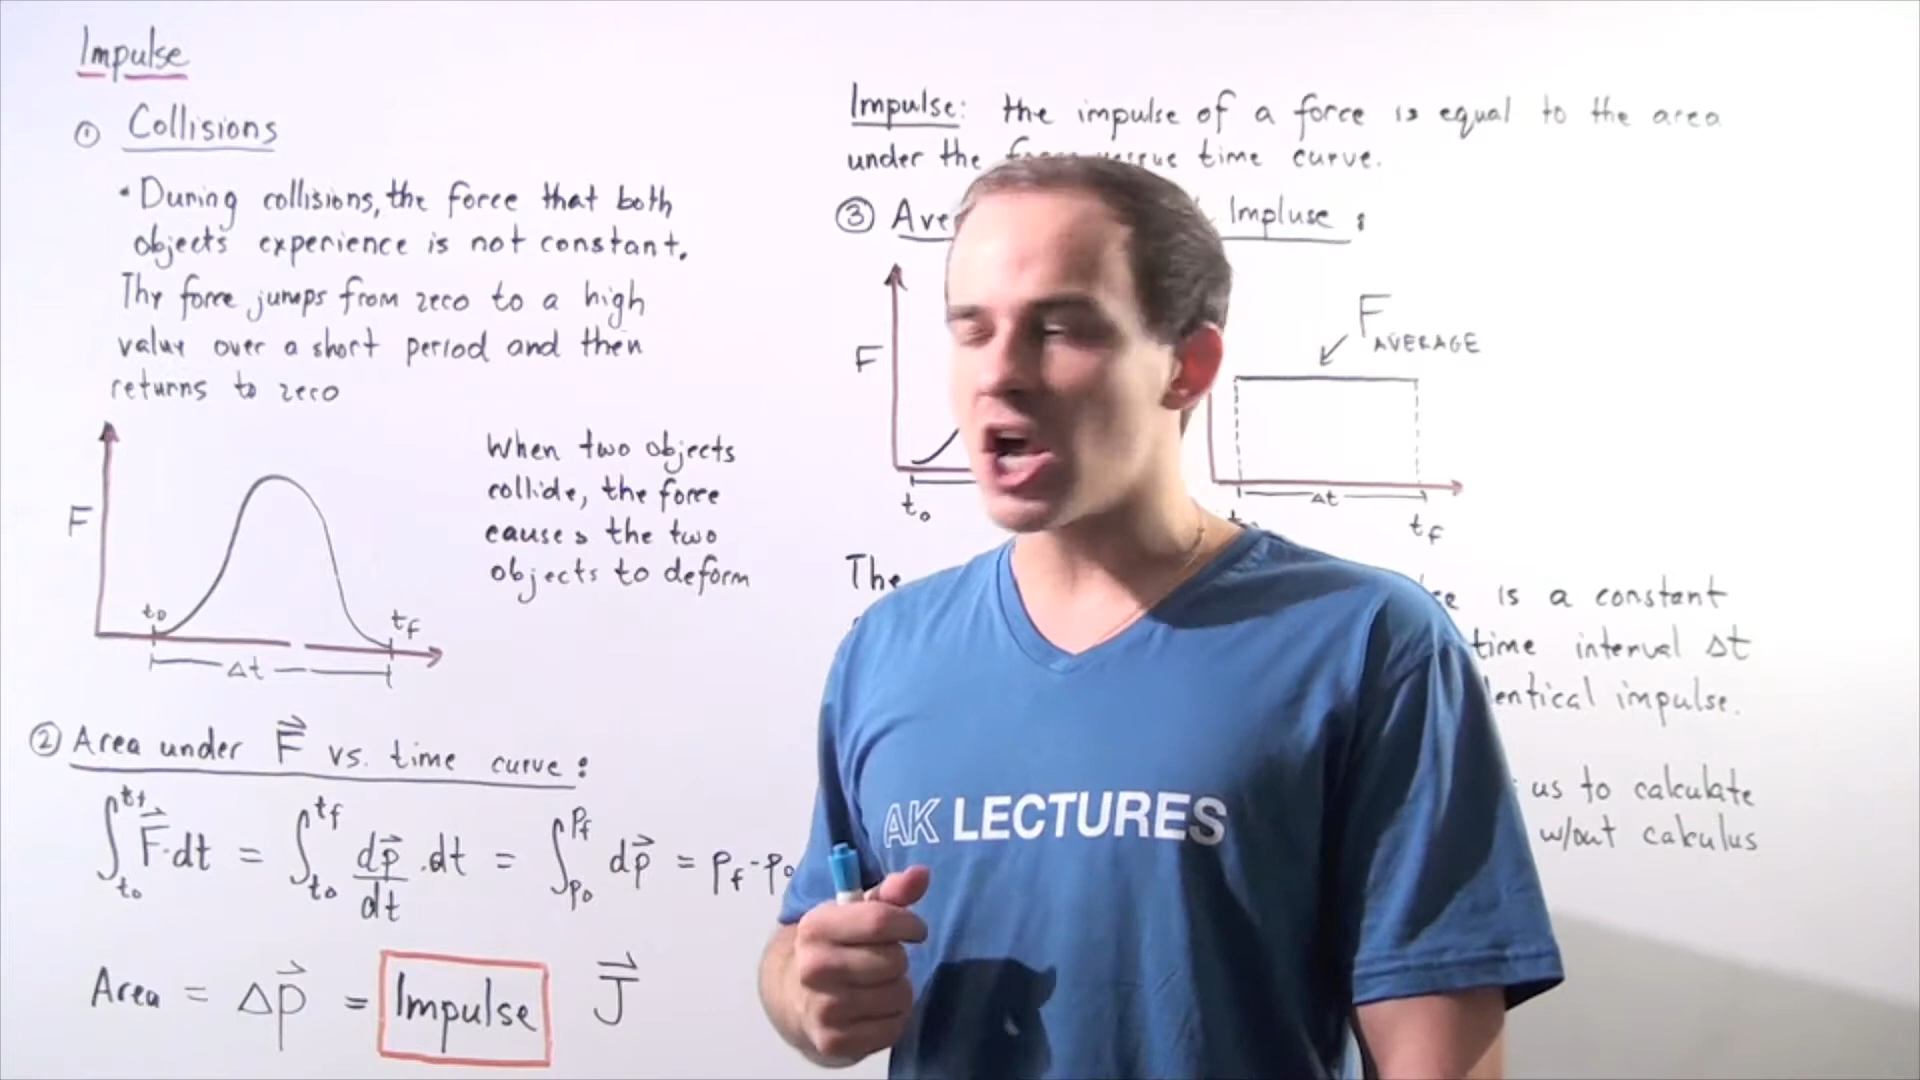 Impulse
① Collisions
• During collisions, the force that both
objects experience is not constant.
The force jumps from zero to a high
value over a short period and then
returns to zero
F
t₀
t_f
Δt
When two objects
collide, the force
causes the two
objects to deform
② Area under F⃗ vs. time curve:
∫_{t₀}^{t_f} F⃗·dt = ∫_{t₀}^{t_f} dp⃗/dt · dt = ∫_{p₀}^{p_f} dp⃗ = p_f - p₀
Area = Δp⃗ = Impulse J⃗
Impulse: the impulse of a force is equal to the area
under the time curve.
③ Impluse:
F
t₀
F AVERAGE
Δt
t_f
The is a constant
time interval Δt
impulse.
us to calculate
w/out calculus
AK LECTURES